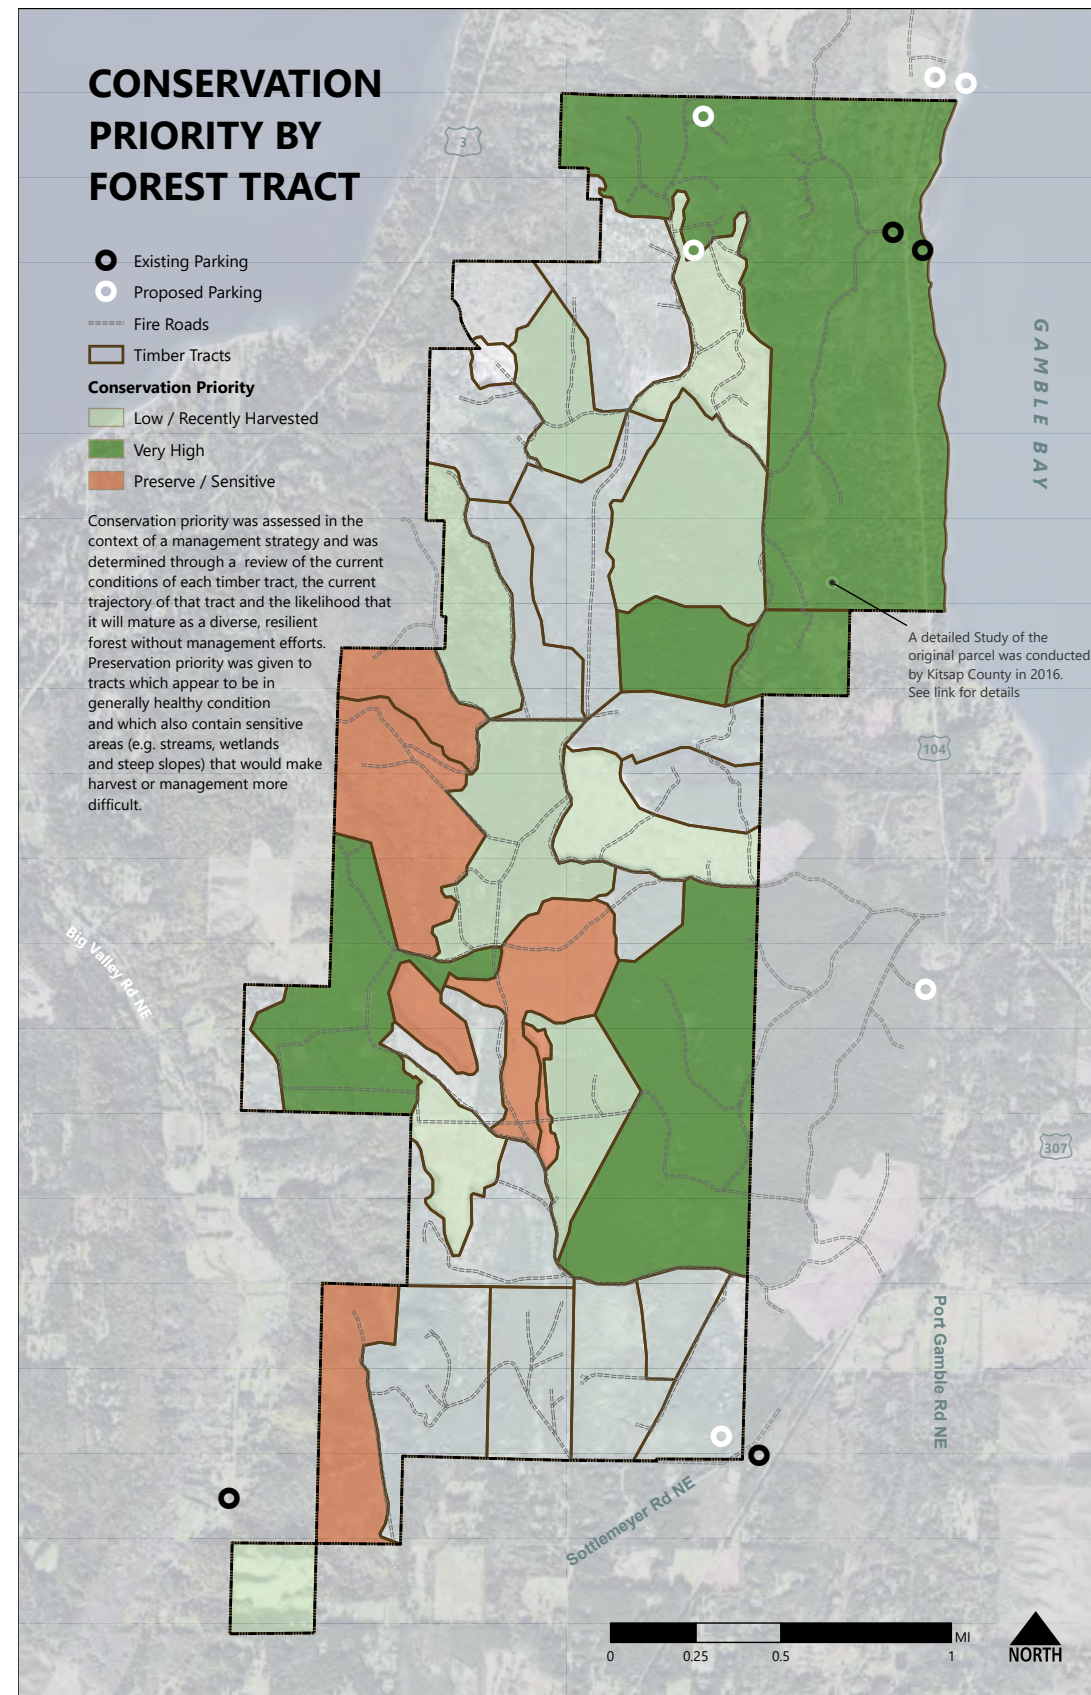 CONSERVATION
PRIORITY BY
FOREST TRACT
3
Existing Parking
Proposed Parking
Fire Roads
Timber Tracts
Conservation Priority
Low / Recently Harvested
Very High
Preserve / Sensitive
Conservation priority was assessed in the
context of a management strategy and was
determined through a review of the current
conditions of each timber tract, the current
trajectory of that tract and the likelihood that
it will mature as a diverse, resilient
forest without management efforts.
Preservation priority was given to
tracts which appear to be in
generally healthy condition
and which also contain sensitive
areas (e.g. streams, wetlands
and steep slopes) that would make
harvest or management more
difficult.
GAMBLE BAY
A detailed Study of the
original parcel was conducted
by Kitsap County in 2016.
See link for details
104
Big Valley Rd NE
307
Port Gamble Rd NE
Sottlemeyer Rd NE
0 0.25 0.5 1 MI
NORTH